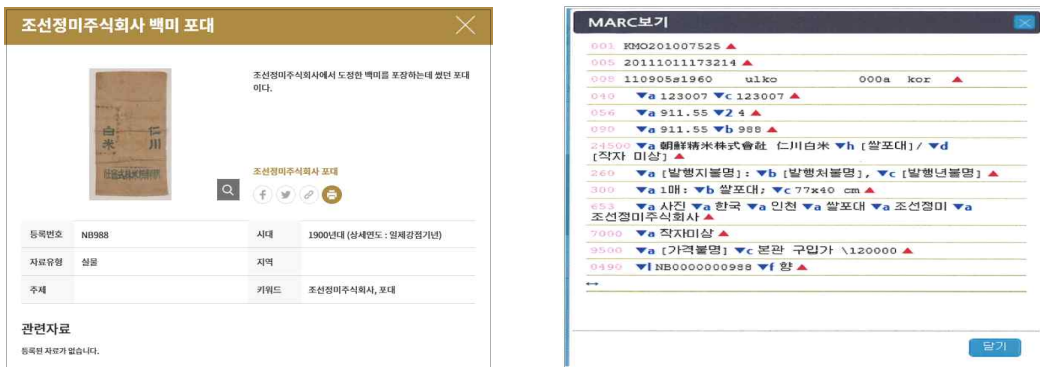 조선정미주식회사 백미 포대
조선정미주식회사에서 도정한 백미를 포장하는데 썼던 포대
이다.
白米
仁川
조선정미주식회사 포대
등록번호 NB988 시대 1900년대 (상세연도 : 일제강점기년)
자료유형 실물 지역
주제 키워드 조선정미주식회사, 포대
관련자료
등록된 자료가 없습니다.
MARC보기
001 KMO201007525 ▲
005 20111011173214 ▲
008 110905s1960 ulko 000a kor ▲
040 ▼a 123007 ▼c 123007 ▲
056 ▼a 911.55 ▼2 4 ▲
090 ▼a 911.55 ▼b 988 ▲
24500 ▼a 朝鮮精米株式會社 仁川白米 ▼h [쌀포대]/ ▼d
[작자 미상] ▲
260 ▼a [발행지불명]: ▼b [발행처불명], ▼c [발행년불명] ▲
300 ▼a 1매: ▼b 쌀포대; ▼c 77x40 cm ▲
653 ▼a 사진 ▼a 한국 ▼a 인천 ▼a 쌀포대 ▼a 조선정미 ▼a
조선정미주식회사 ▲
7000 ▼a 작자미상 ▲
9500 ▼a [가격불명] ▼c 본관 구입가 \120000 ▲
0490 ▼l NB0000000988 ▼f 향 ▲
닫기